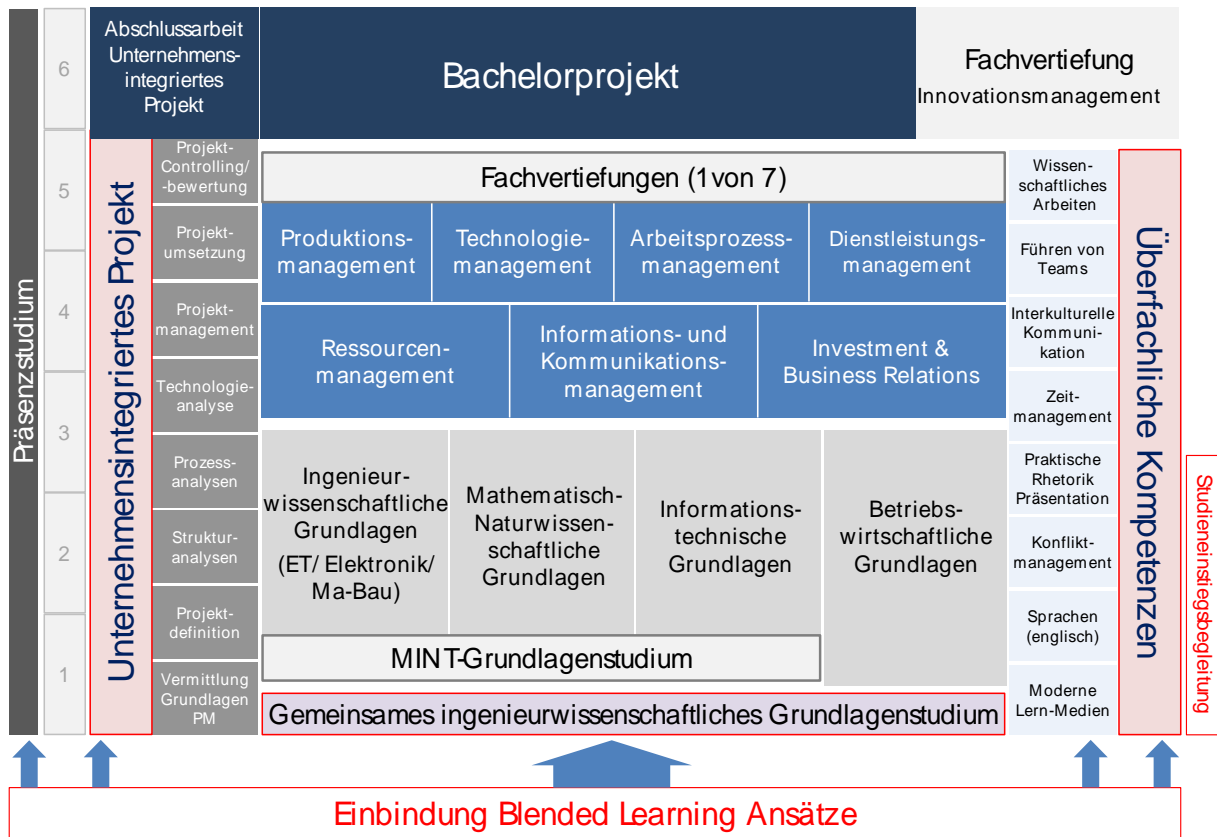 Präsenzstudium
6
5
4
3
2
1
Abschlussarbeit
Unternehmens-
integriertes
Projekt
Bachelorprojekt
Fachvertiefung
Innovationsmanagement
Unternehmensintegriertes Projekt
Projekt-
Controlling/
-bewertung
Projekt-
umsetzung
Projekt-
management
Technologie-
analyse
Prozess-
analysen
Struktur-
analysen
Projekt-
definition
Vermittlung
Grundlagen
PM
Fachvertiefungen (1 von 7)
Produktions-
management
Technologie-
management
Arbeitsprozess-
management
Dienstleistungs-
management
Ressourcen-
management
Informations- und
Kommunikations-
management
Investment &
Business Relations
Ingenieur-
wissenschaftliche
Grundlagen
(ET/ Elektronik/
Ma-Bau)
Mathematisch-
Naturwissen-
schaftliche
Grundlagen
Informations-
technische
Grundlagen
Betriebs-
wirtschaftliche
Grundlagen
MINT-Grundlagenstudium
Gemeinsames ingenieurwissenschaftliches Grundlagenstudium
Wissen-
schaftliches
Arbeiten
Führen von
Teams
Interkulturelle
Kommuni-
kation
Zeit-
management
Praktische
Rhetorik
Präsentation
Konflikt-
management
Sprachen
(englisch)
Moderne
Lern-Medien
Überfachliche Kompetenzen
Studieneinstiegsbegleitung
Einbindung Blended Learning Ansätze